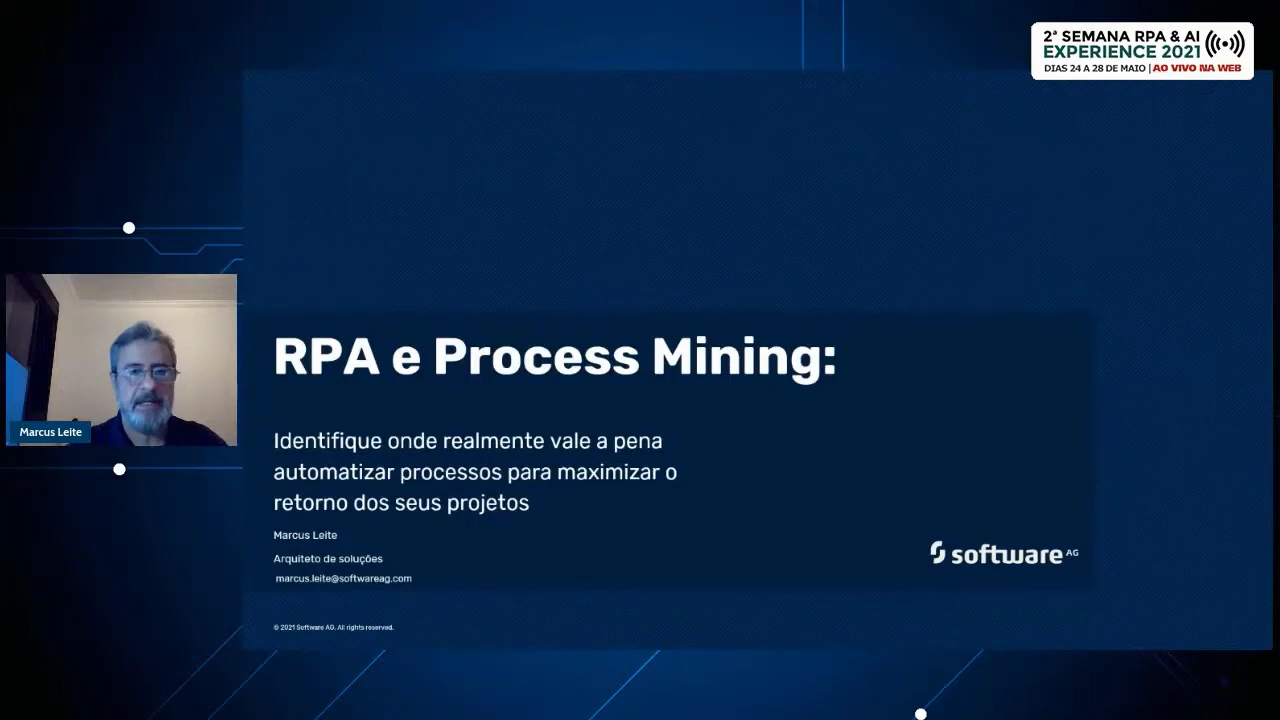 2ª SEMANA RPA & AI
EXPERIENCE 2021
DIAS 24 A 28 DE MAIO | AO VIVO NA WEB
RPA e Process Mining:
Identifique onde realmente vale a pena
automatizar processos para maximizar o
retorno dos seus projetos
Marcus Leite
Marcus Leite
Arquiteto de soluções
marcus.leite@softwareag.com
software AG
© 2021 Software AG. All rights reserved.